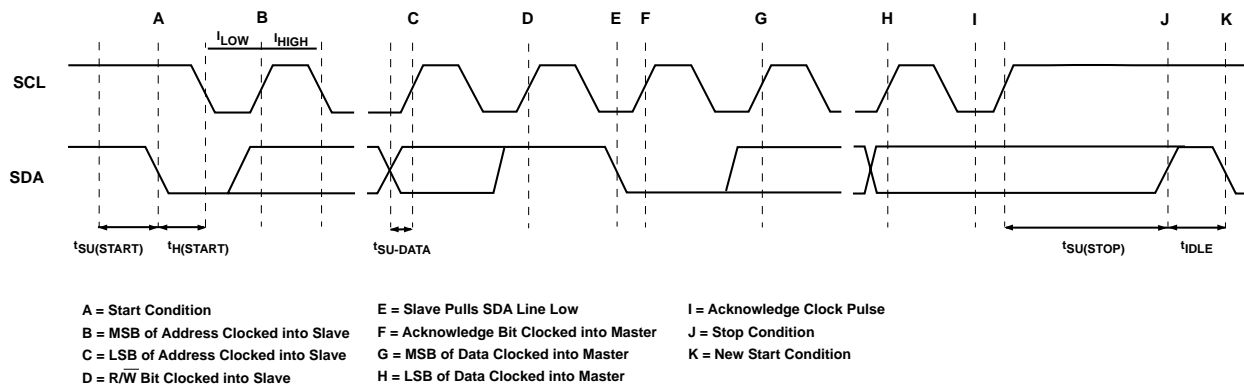 A B C D E F G H I J K
ILOW IHIGH
SCL
SDA
tSU(START) tH(START) tSU-DATA tSU(STOP) tIDLE
A = Start Condition
B = MSB of Address Clocked into Slave
C = LSB of Address Clocked into Slave
D = R/W̅ Bit Clocked into Slave
E = Slave Pulls SDA Line Low
F = Acknowledge Bit Clocked into Master
G = MSB of Data Clocked into Master
H = LSB of Data Clocked into Master
I = Acknowledge Clock Pulse
J = Stop Condition
K = New Start Condition